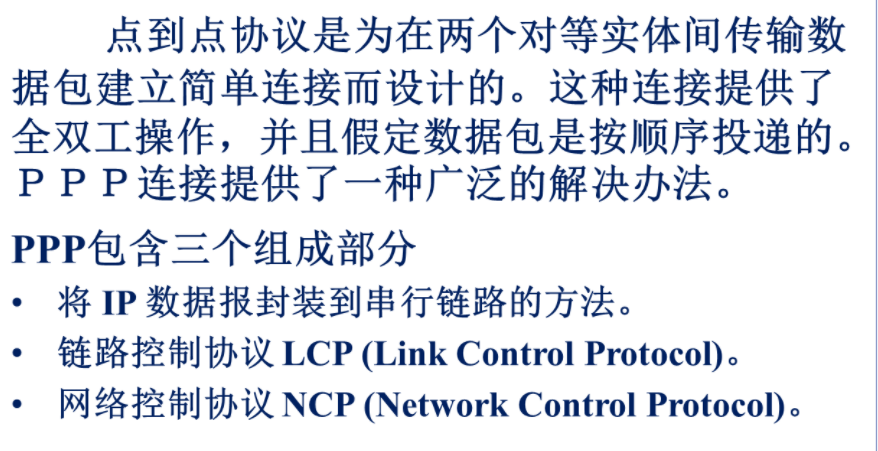 点到点协议是为在两个对等实体间传输数
据包建立简单连接而设计的。这种连接提供了
全双工操作，并且假定数据包是按顺序投递的。
ＰＰＰ连接提供了一种广泛的解决办法。
PPP包含三个组成部分
• 将 IP 数据报封装到串行链路的方法。
• 链路控制协议 LCP (Link Control Protocol)。
• 网络控制协议 NCP (Network Control Protocol)。